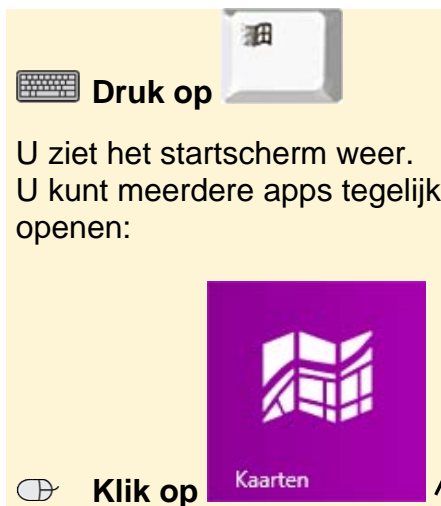 Druk op
U ziet het startscherm weer.
U kunt meerdere apps tegelijk
openen:
Kaarten
Klik op